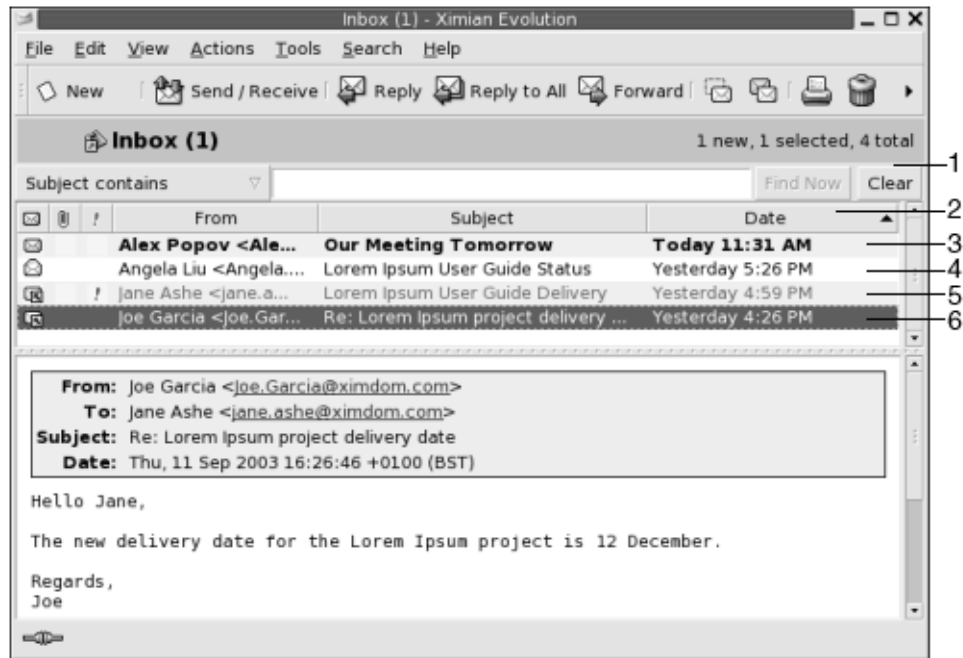 Inbox (1) - Ximian Evolution
File Edit View Actions Tools Search Help
New Send / Receive Reply Reply to All Forward
Inbox (1) 1 new, 1 selected, 4 total
1
Subject contains Find Now Clear
! From Subject Date 2
Alex Popov <Ale... Our Meeting Tomorrow Today 11:31 AM 3
Angela Liu <Angela.... Lorem Ipsum User Guide Status Yesterday 5:26 PM 4
! Jane Ashe <jane.a... Lorem Ipsum User Guide Delivery Yesterday 4:59 PM 5
Joe Garcia <Joe.Gar... Re: Lorem Ipsum project delivery ... Yesterday 4:26 PM 6
From: Joe Garcia <Joe.Garcia@ximdom.com>
To: Jane Ashe <jane.ashe@ximdom.com>
Subject: Re: Lorem Ipsum project delivery date
Date: Thu, 11 Sep 2003 16:26:46 +0100 (BST)
Hello Jane,
The new delivery date for the Lorem Ipsum project is 12 December.
Regards,
Joe